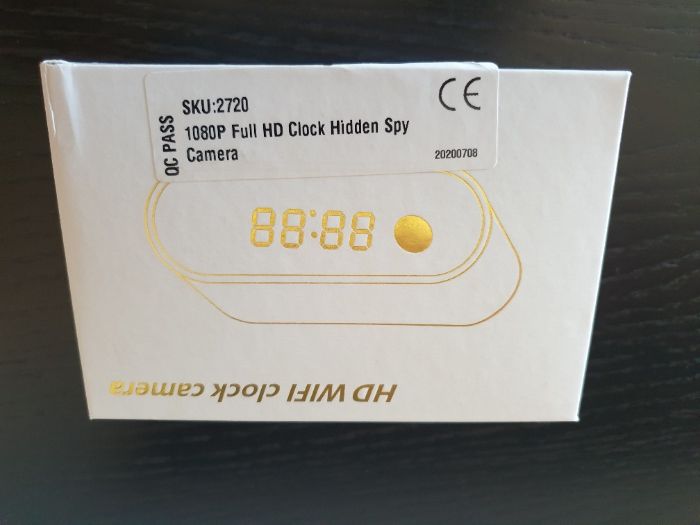 QC PASS
SKU:2720
1080P Full HD Clock Hidden Spy
Camera
CE
20200708
88:88
HD WIFI clock camera